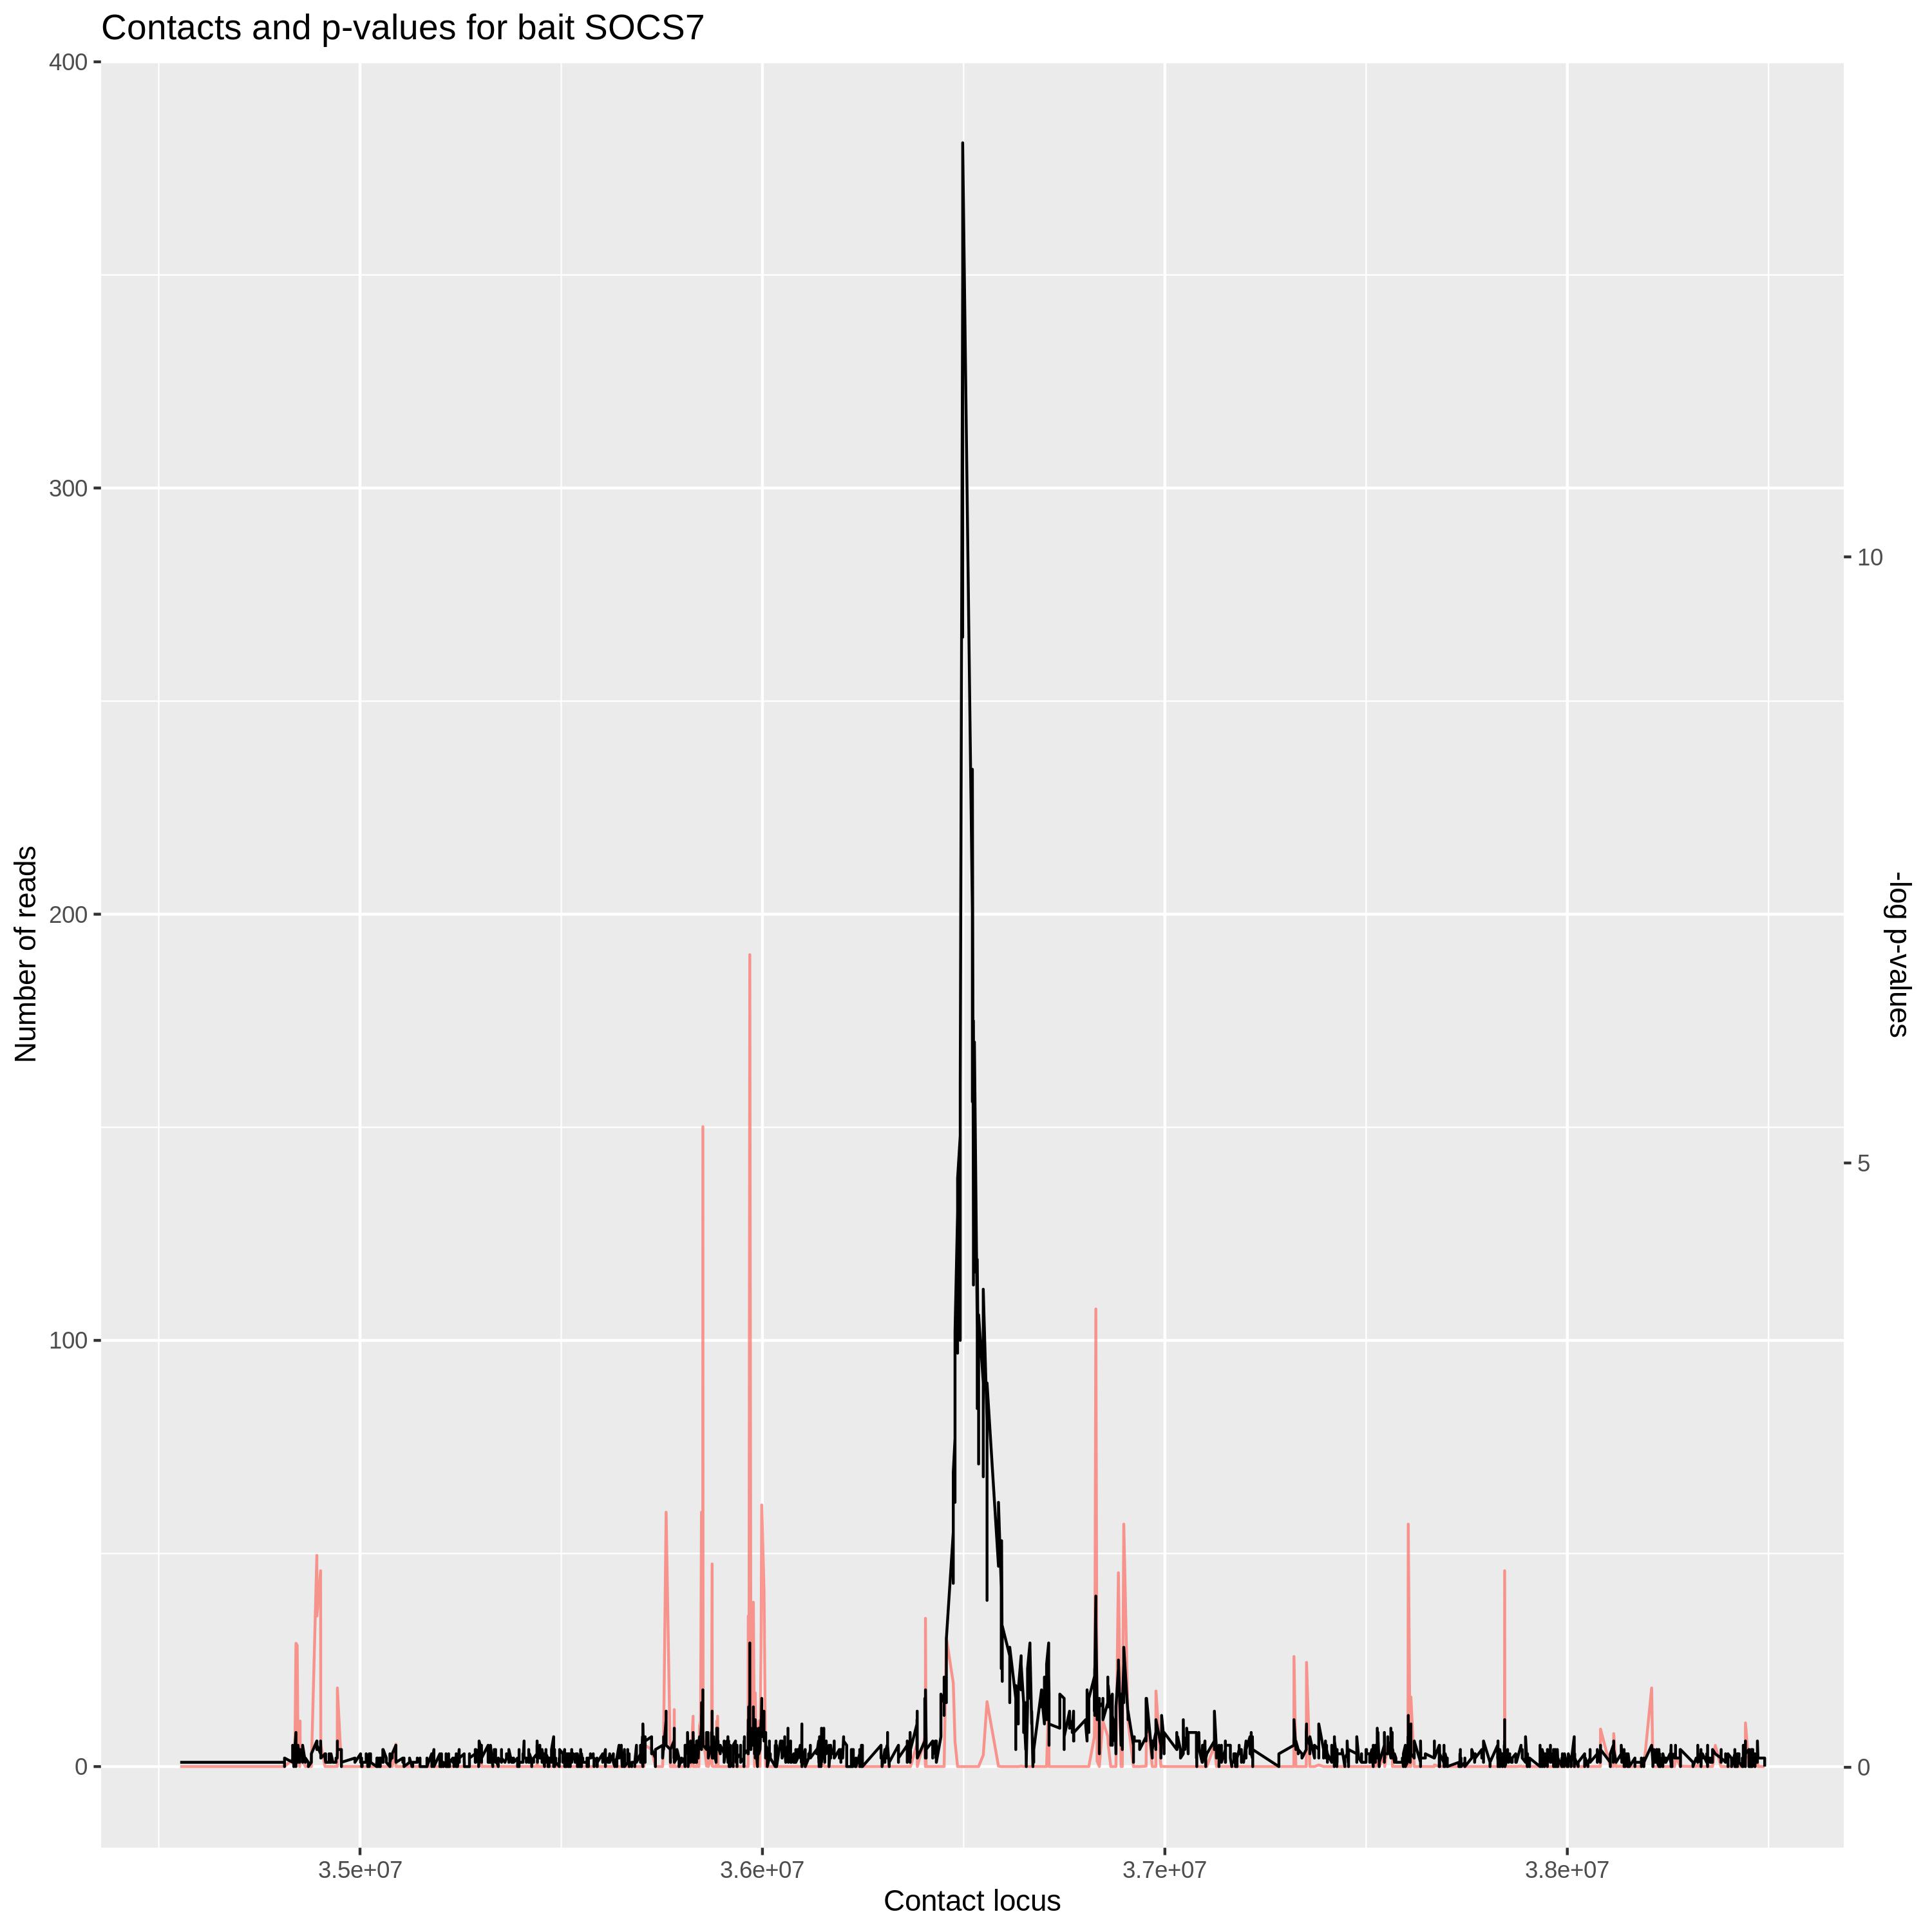 Contacts and p-values for bait SOCS7
400
300
200
100
0
Number of reads
10
5
0
-log p-values
3.5e+07
3.6e+07
3.7e+07
3.8e+07
Contact locus